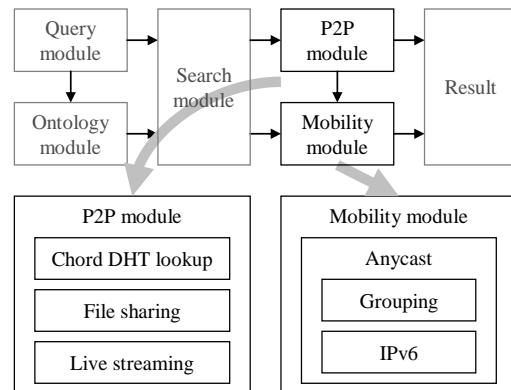 Query
module
P2P
module
Search
module
Result
Ontology
module
Mobility
module
P2P module
Chord DHT lookup
File sharing
Live streaming
Mobility module
Anycast
Grouping
IPv6